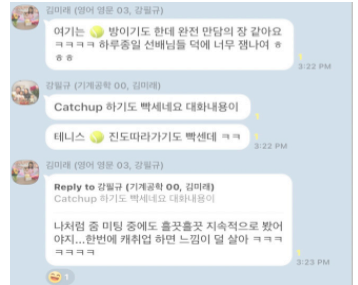 김미래 (영어 영문 03, 강필규)
여기는 🎾 방이기도 한데 완전 만담의 장 같아요
ㅋㅋㅋㅋ 하루종일 선배님들 덕에 너무 잼나여 ㅎ
ㅎㅎ
3:22 PM
강필규 (기계공학 00, 김미래)
Catchup 하기도 빡세네요 대화내용이
테니스 🎾 진도따라가기도 빡센데 ㅋㅋ
3:22 PM
김미래 (영어 영문 03, 강필규)
Reply to 강필규 (기계공학 00, 김미래)
Catchup 하기도 빡세네요 대화내용이
나처럼 중 미팅 중에도 흘끗흘끗 지속적으로 봤어
야지...한번에 캐취업 하면 느낌이 덜 살아 ㅋㅋㅋ
ㅋㅋㅋㅋ
3:23 PM
1